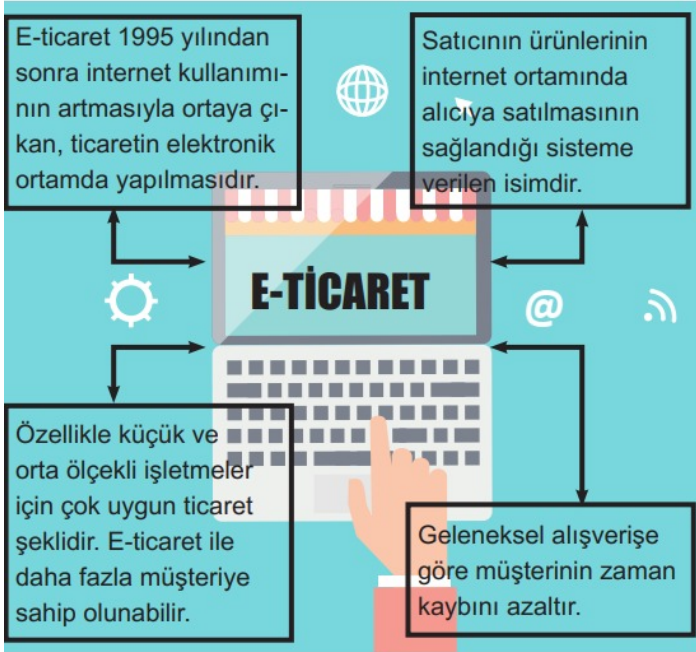 E-ticaret 1995 yılından
sonra internet kullanımı-
nın artmasıyla ortaya çı-
kan, ticaretin elektronik
ortamda yapılmasıdır.
Satıcının ürünlerinin
internet ortamında
alıcıya satılmasının
sağlandığı sisteme
verilen isimdir.
E-TİCARET
@
Özellikle küçük ve
orta ölçekli işletmeler
için çok uygun ticaret
şeklidir. E-ticaret ile
daha fazla müşteriye
sahip olunabilir.
Geleneksel alışverişe
göre müşterinin zaman
kaybını azaltır.